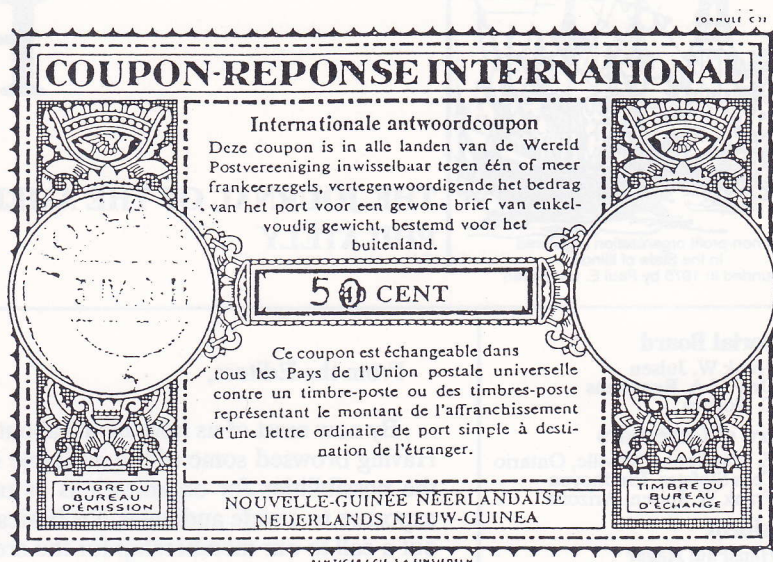 FORMULE C 22
COUPON-REPONSE INTERNATIONAL
Internationale antwoordcoupon
Deze coupon is in alle landen van de Wereld
Postvereeniging inwisselbaar tegen één of meer
frankeerzegels, vertegenwoordigende het bedrag
van het port voor een gewone brief van enkel-
voudig gewicht, bestemd voor het
buitenland.
50 CENT
Ce coupon est échangeable dans
tous les Pays de l'Union postale universelle
contre un timbre-poste ou des timbres-poste
représentant le montant de l'affranchissement
d'une lettre ordinaire de port simple à desti-
nation de l'étranger.
TIMBRE DU
BUREAU
D'ÉMISSION
NOUVELLE-GUINÉE NÉERLANDAISE
NEDERLANDS NIEUW-GUINEA
TIMBRE DU
BUREAU
D'ÉCHANGE